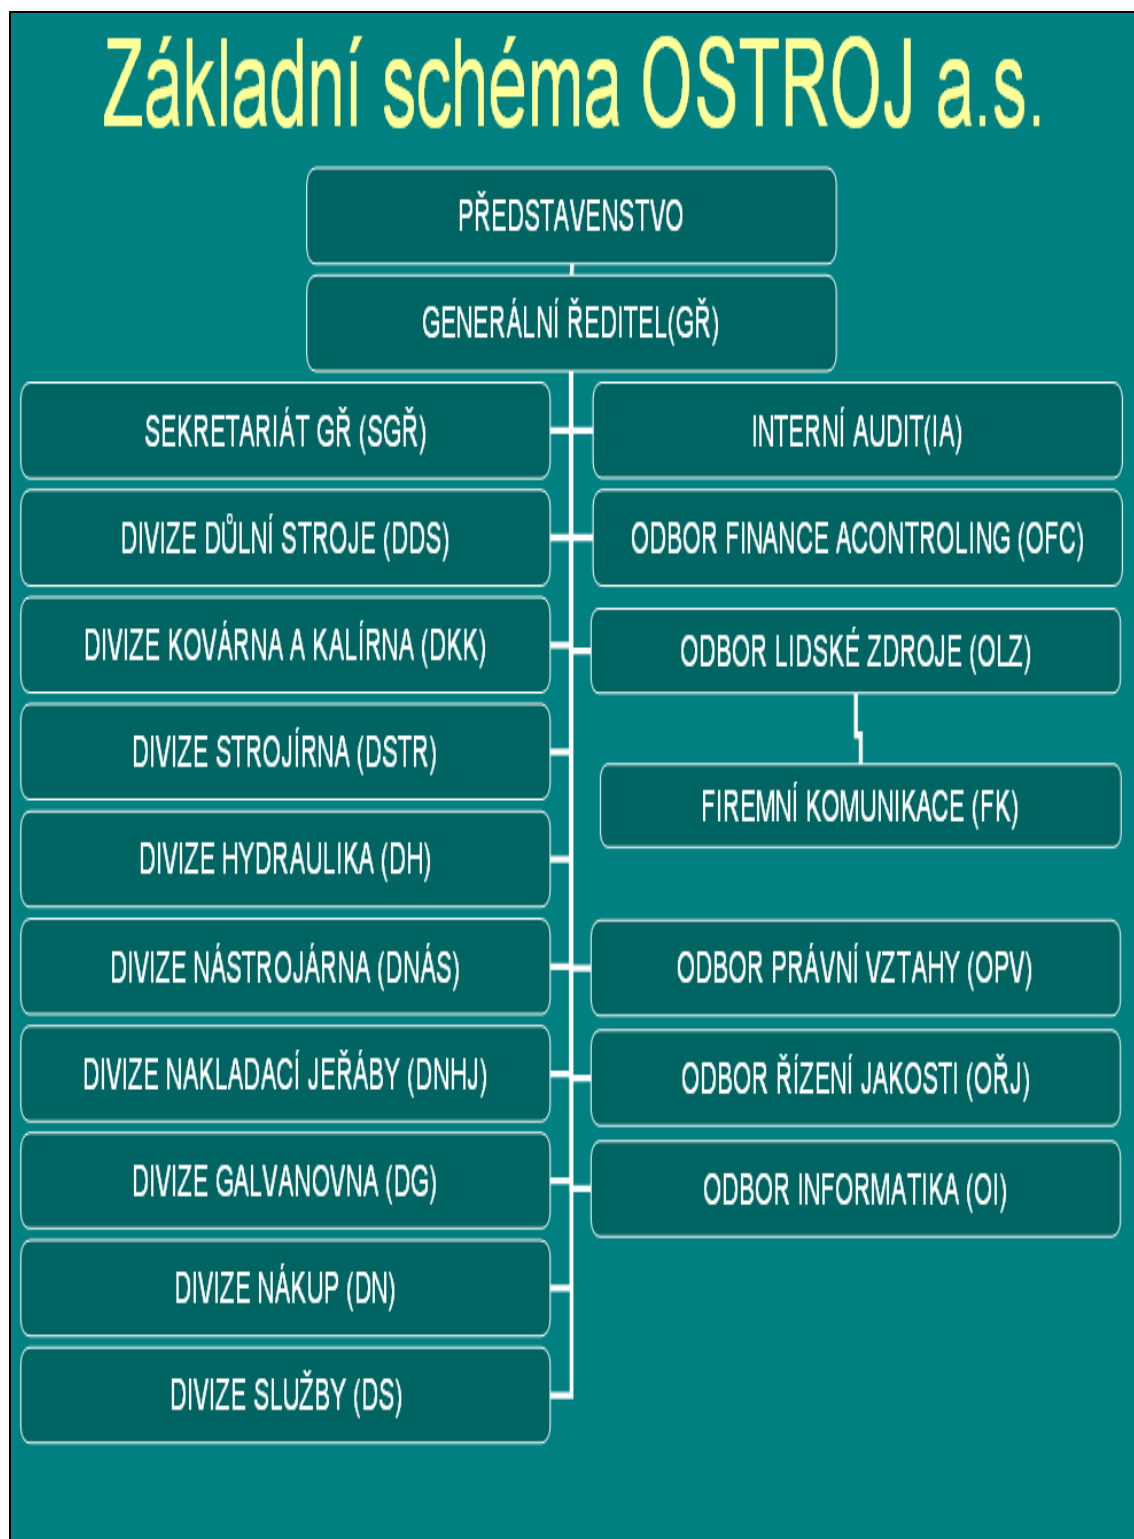 Základní schéma OSTROJ a.s.
PŘEDSTAVENSTVO
GENERÁLNÍ ŘEDITEL(GŘ)
SEKRETARIÁT GŘ (SGŘ)
INTERNÍ AUDIT(IA)
DIVIZE DŮLNÍ STROJE (DDS)
ODBOR FINANCE ACONTROLING (OFC)
DIVIZE KOVÁRNA A KALÍRNA (DKK)
ODBOR LIDSKÉ ZDROJE (OLZ)
DIVIZE STROJÍRNA (DSTR)
FIREMNÍ KOMUNIKACE (FK)
DIVIZE HYDRAULIKA (DH)
DIVIZE NÁSTROJÁRNA (DNÁS)
ODBOR PRÁVNÍ VZTAHY (OPV)
DIVIZE NAKLADACÍ JEŘÁBY (DNHJ)
ODBOR ŘÍZENÍ JAKOSTI (OŘJ)
DIVIZE GALVANOVNA (DG)
ODBOR INFORMATIKA (OI)
DIVIZE NÁKUP (DN)
DIVIZE SLUŽBY (DS)